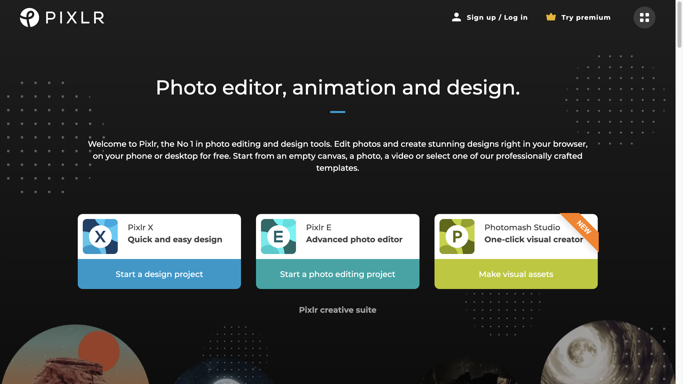 PIXLR
Sign up / Log in
Try premium
Photo editor, animation and design.
Welcome to Pixlr, the No 1 in photo editing and design tools. Edit photos and create stunning designs right in your browser,
on your phone or desktop for free. Start from an empty canvas, a photo, a video or select one of our professionally crafted
templates.
X
Pixlr X
Quick and easy design
Start a design project
E
Pixlr E
Advanced photo editor
Start a photo editing project
P
Photomash Studio
One-click visual creator
NEW
Make visual assets
Pixlr creative suite